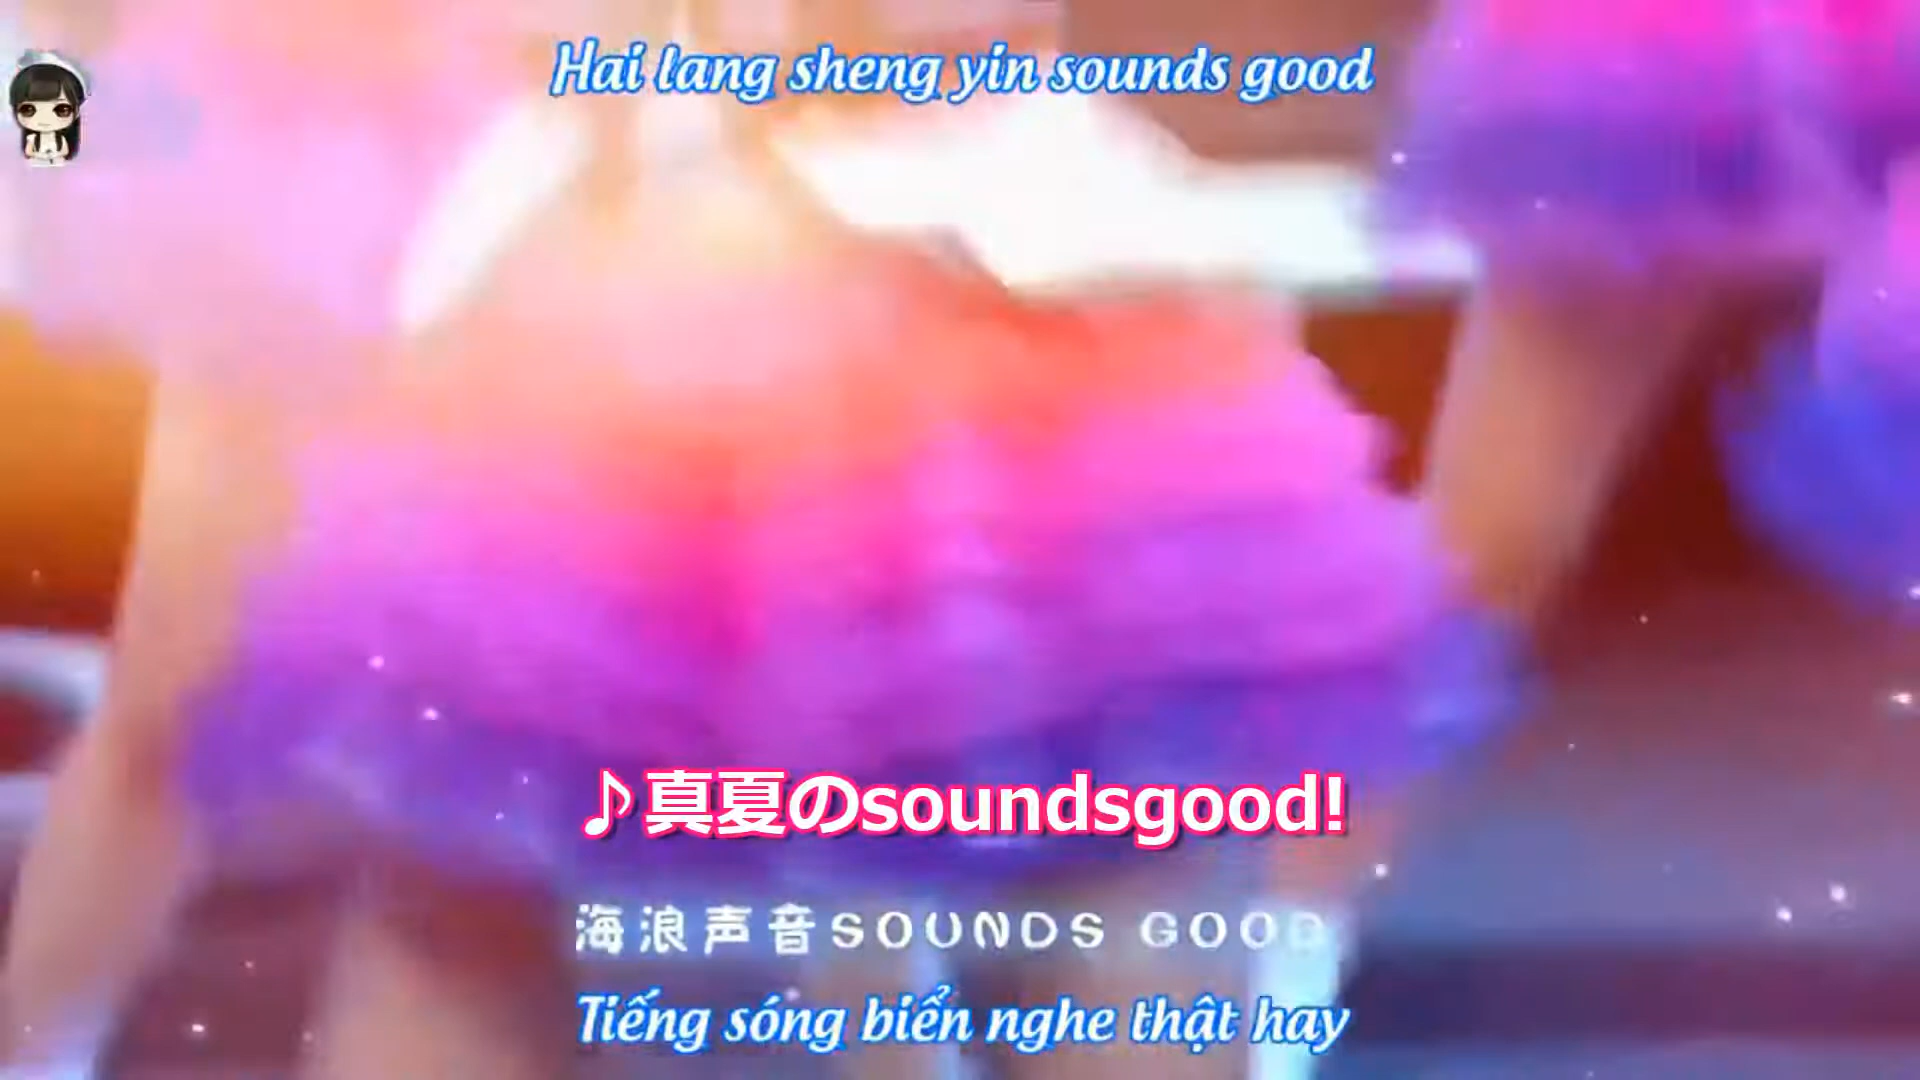 Hai lang sheng yin sounds good
♪真夏のsoundsgood!
海浪声音SOUNDS GOOD
Tiếng sóng biển nghe thật hay